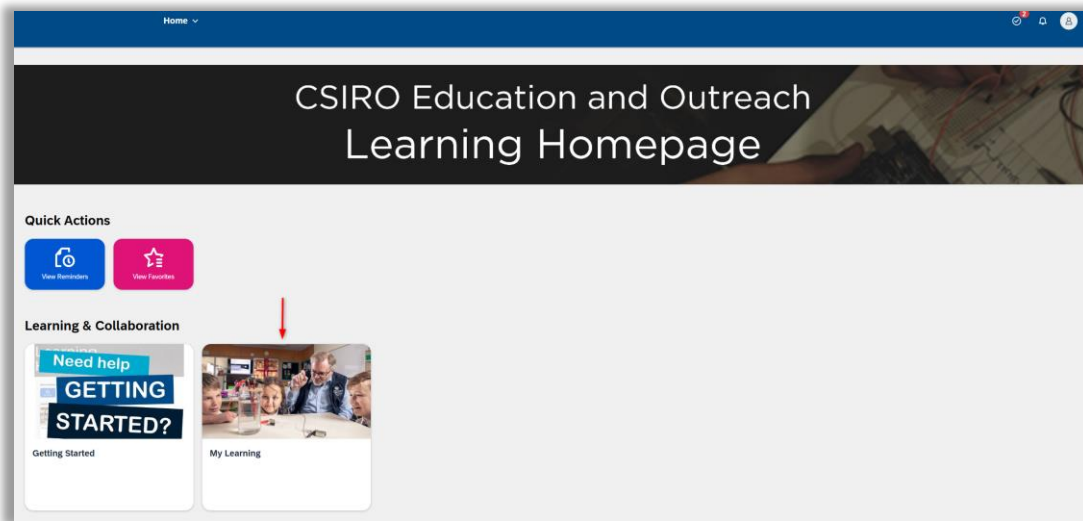 Home
2
CSIRO Education and Outreach
Learning Homepage
Quick Actions
View Reminders
View Favorites
Learning & Collaboration
Need help
GETTING
STARTED?
Getting Started
My Learning